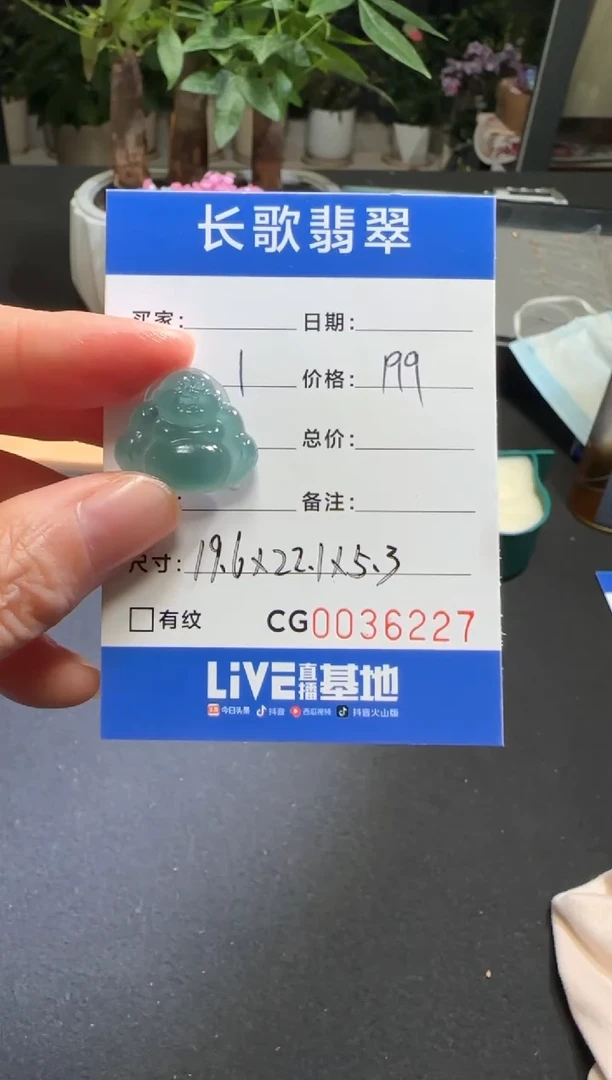 长歌翡翠
买家: 日期:
1 价格: 199
总价:
备注:
尺寸: 19.6x22.1x5.3
□有纹 CG0036227
LiVE直播基地
今日头条 抖音 西瓜视频 抖音火山版